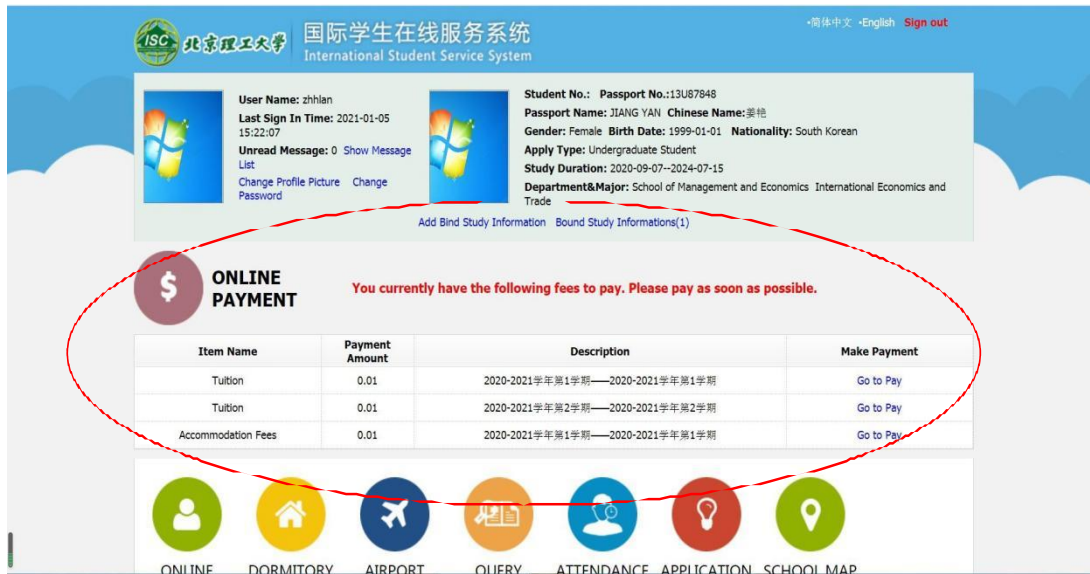 •简体中文 •English Sign out
ISC 北京理工大学 国际学生在线服务系统
International Student Service System
User Name: zhhlan
Last Sign In Time: 2021-01-05
15:22:07
Unread Message: 0 Show Message
List
Change Profile Picture Change
Password
Student No.: Passport No.:13U87848
Passport Name: JIANG YAN Chinese Name:姜艳
Gender: Female Birth Date: 1999-01-01 Nationality: South Korean
Apply Type: Undergraduate Student
Study Duration: 2020-09-07--2024-07-15
Department&Major: School of Management and Economics International Economics and
Trade
Add Bind Study Information Bound Study Informations(1)
$ ONLINE
PAYMENT
You currently have the following fees to pay. Please pay as soon as possible.
Item Name Payment
Amount Description Make Payment
Tuition 0.01 2020-2021学年第1学期——2020-2021学年第1学期 Go to Pay
Tuition 0.01 2020-2021学年第2学期——2020-2021学年第2学期 Go to Pay
Accommodation Fees 0.01 2020-2021学年第1学期——2020-2021学年第1学期 Go to Pay
ONLINE DORMITORY AIRPORT QUERY ATTENDANCE APPLICATION SCHOOL MAP